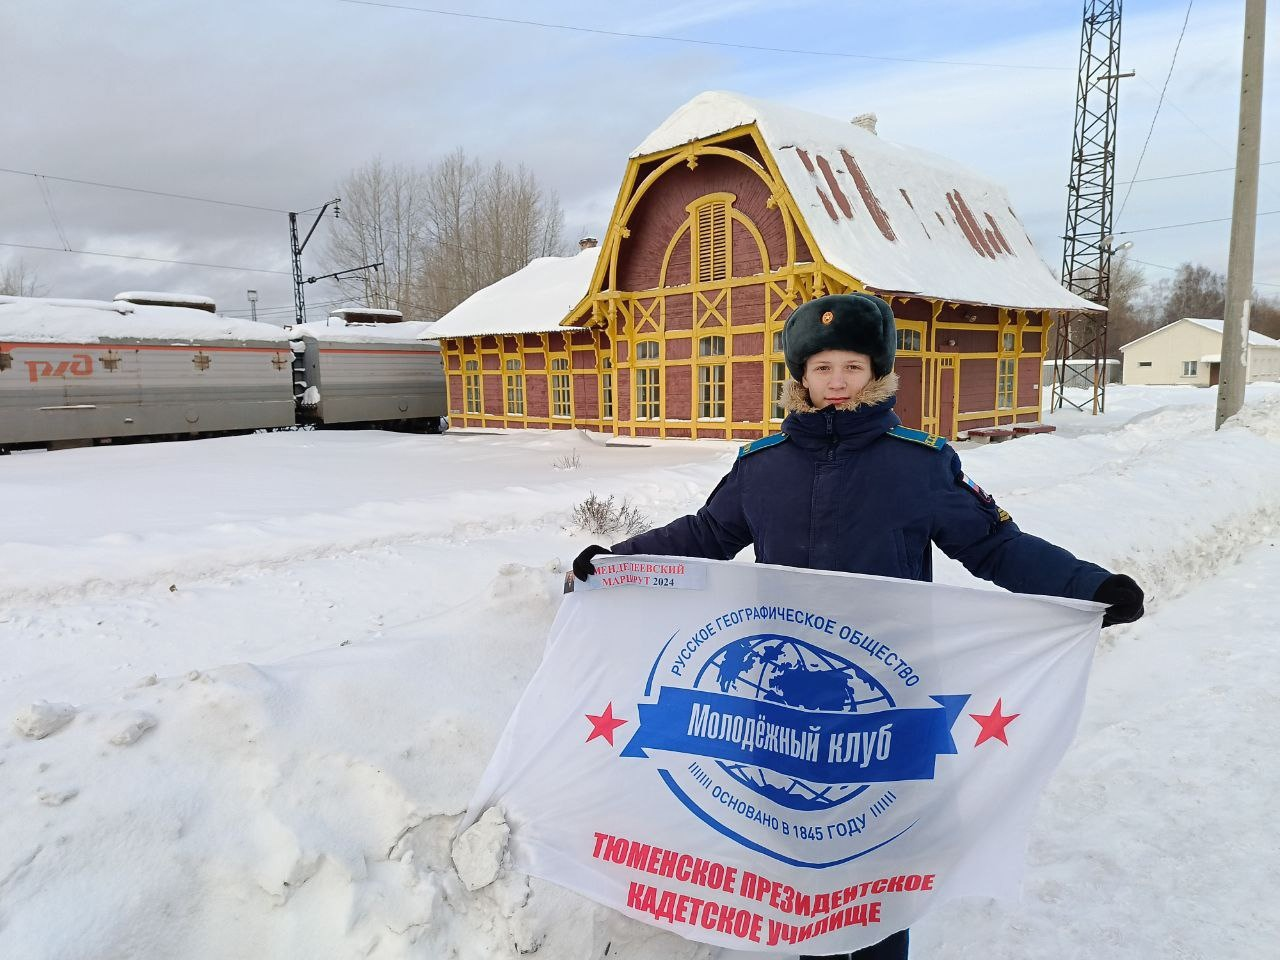 РЖД
МЕНДЕЛЕЕВСКИЙ
МАРШРУТ 2024
РУССКОЕ ГЕОГРАФИЧЕСКОЕ ОБЩЕСТВО
Молодёжный клуб
ОСНОВАНО В 1845 ГОДУ
ТЮМЕНСКОЕ ПРЕЗИДЕНТСКОЕ
КАДЕТСКОЕ УЧИЛИЩЕ